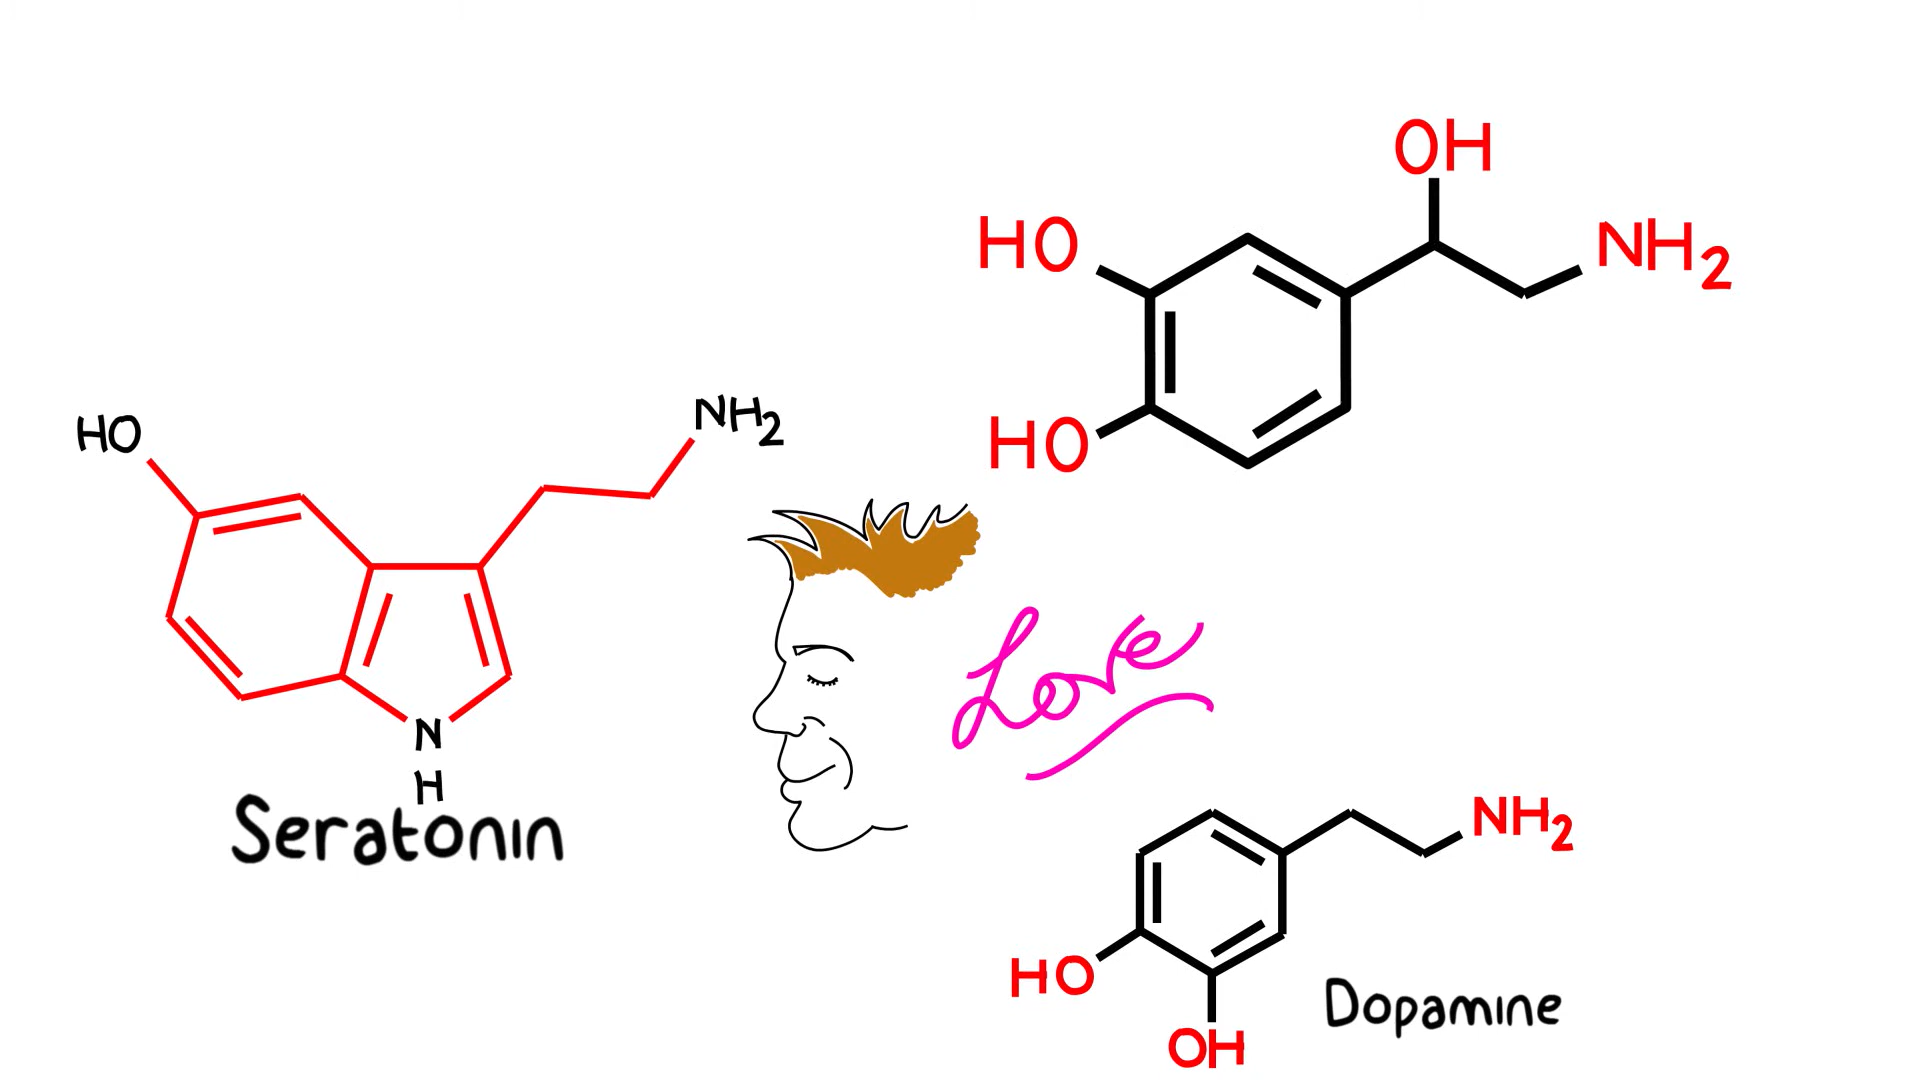 OH
HO
NH2
HO
HO
NH2
N
H
Seratonin
Love
NH2
HO
OH
Dopamine